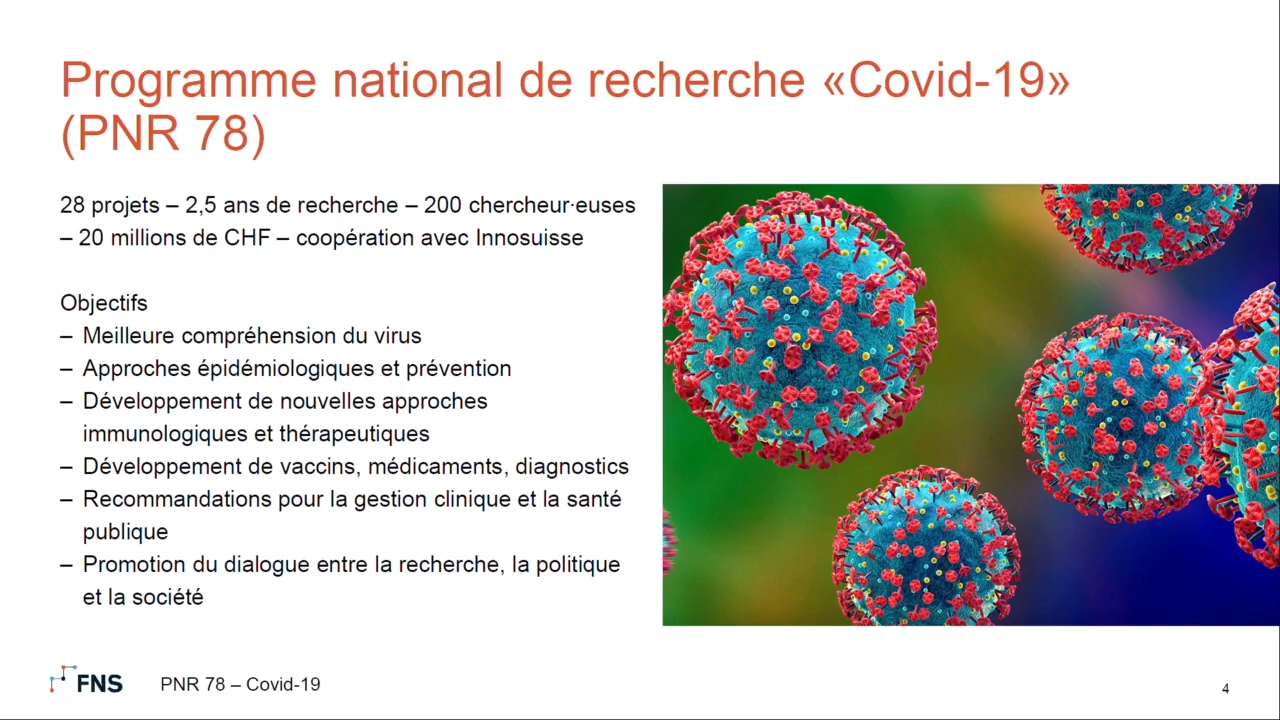 Programme national de recherche «Covid-19»
(PNR 78)
28 projets – 2,5 ans de recherche – 200 chercheur·euses
– 20 millions de CHF – coopération avec Innosuisse
Objectifs
– Meilleure compréhension du virus
– Approches épidémiologiques et prévention
– Développement de nouvelles approches
immunologiques et thérapeutiques
– Développement de vaccins, médicaments, diagnostics
– Recommandations pour la gestion clinique et la santé
publique
– Promotion du dialogue entre la recherche, la politique
et la société
FNS
PNR 78 – Covid-19
4